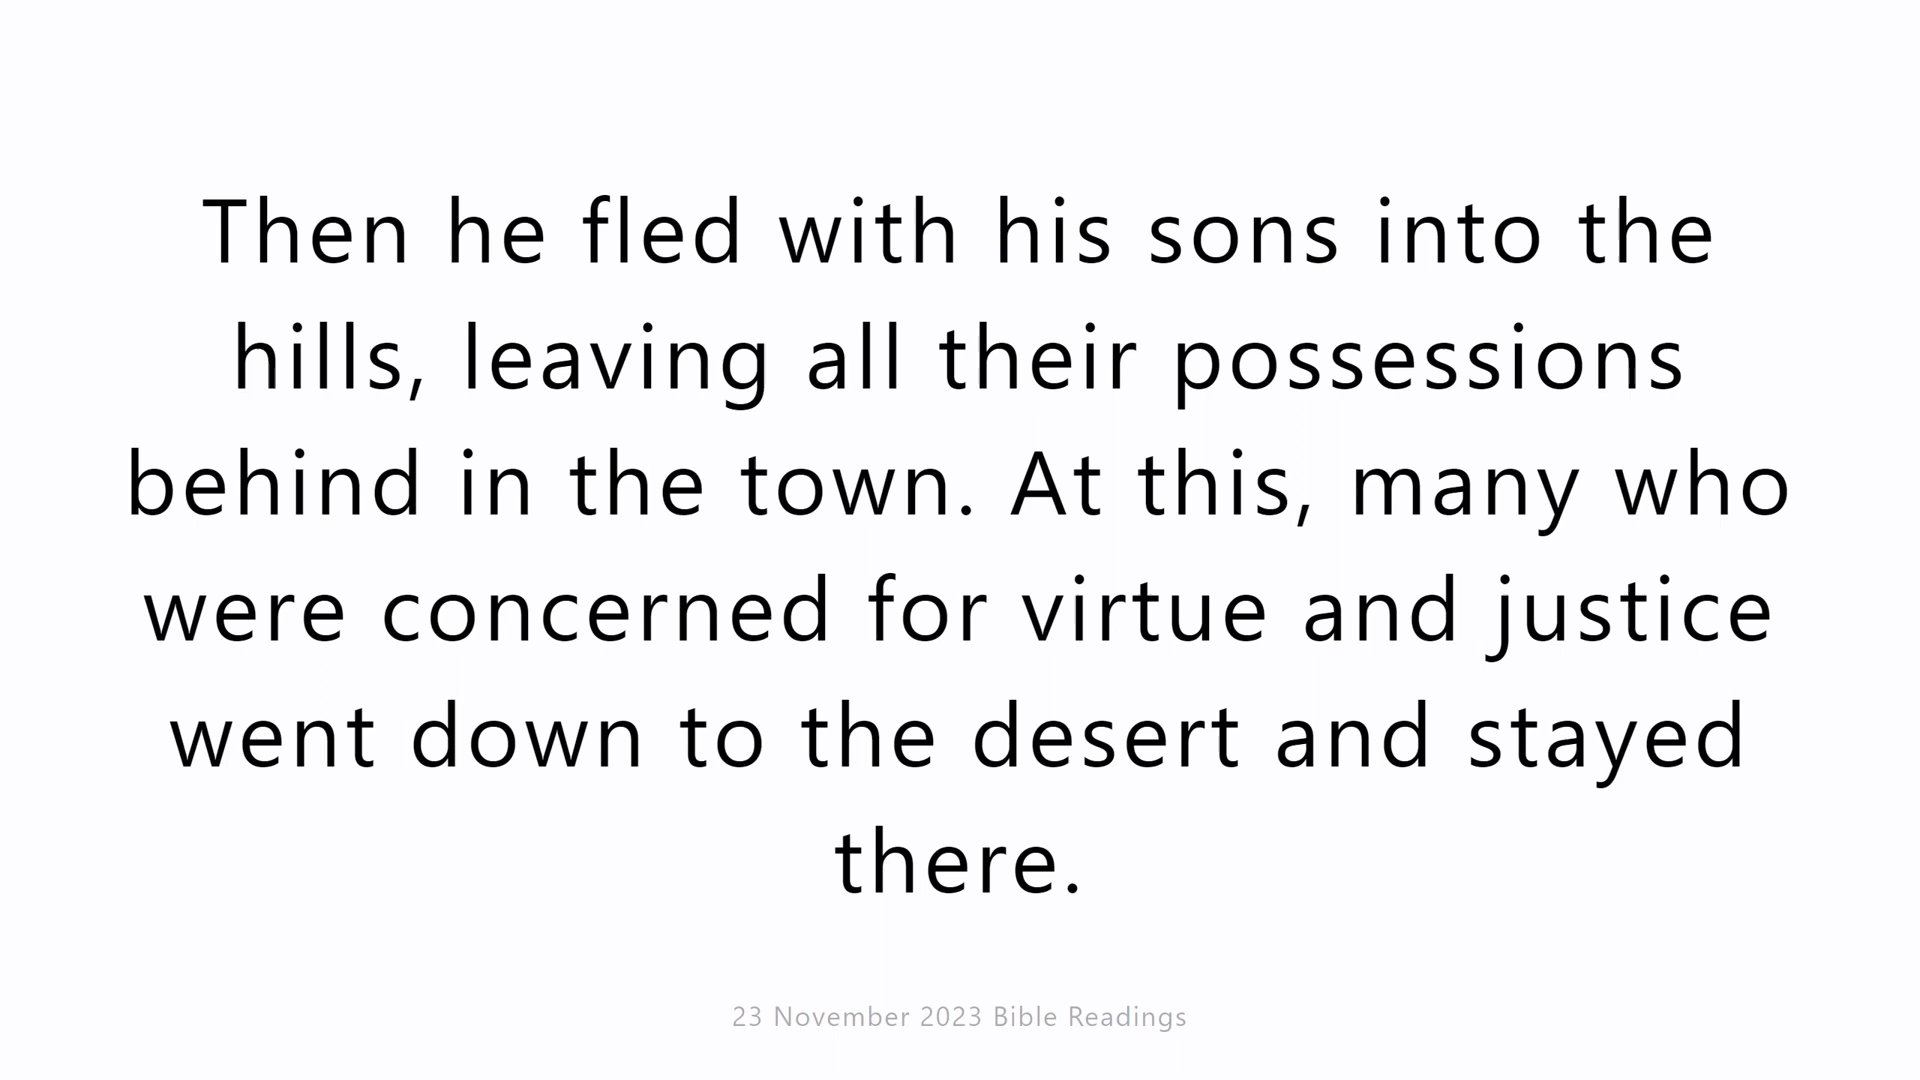 Then he fled with his sons into the
hills, leaving all their possessions
behind in the town. At this, many who
were concerned for virtue and justice
went down to the desert and stayed
there.
23 November 2023 Bible Readings